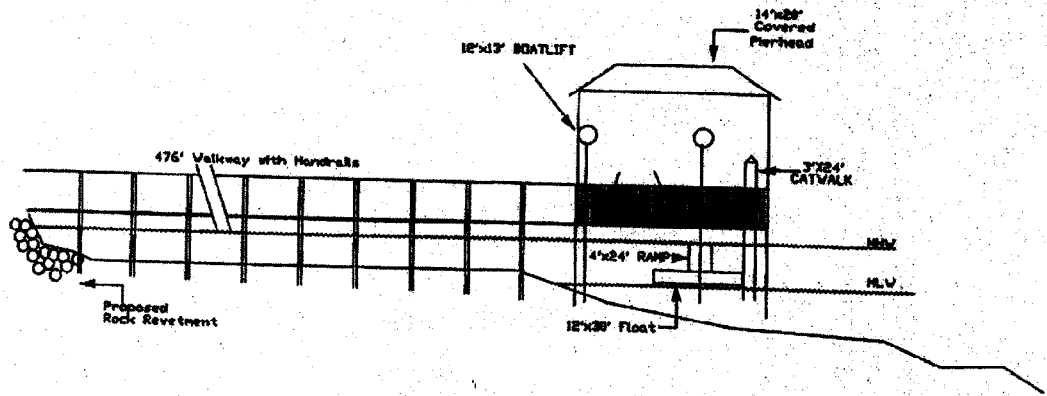 14'x20'
Covered
Pierhead
12'x13' BOATLIFT
476' Walkway with Handrails
3'X24'
CATWALK
MHW
4'x24' RAMP
MLW
Proposed
Rock Revetment
12'x30' Float